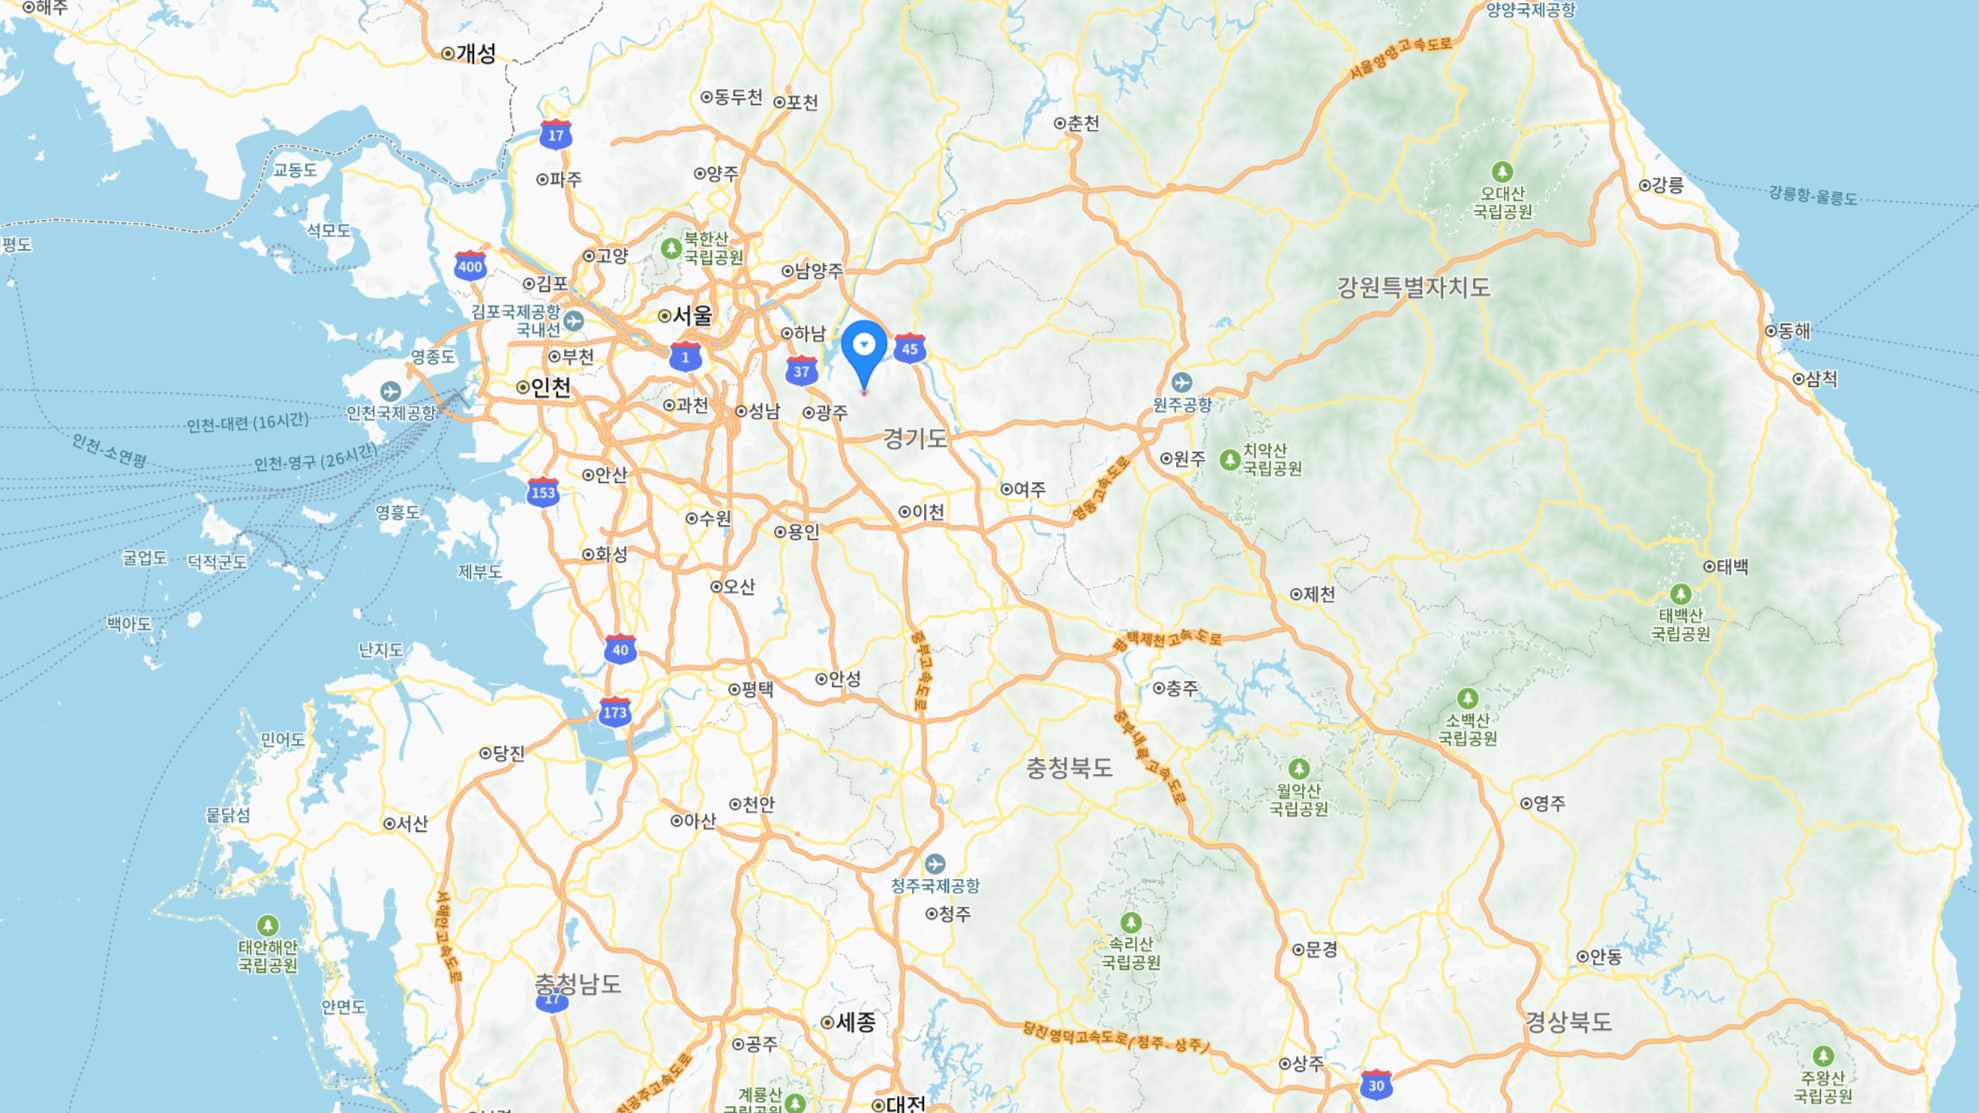 해주
개성
양양국제공항
서울양양고속도로
동두천
포천
17
춘천
교동도
파주
양주
오대산
국립공원
강릉
강릉항-울릉도
석모도
평도
북한산
국립공원
고양
400
김포
남양주
강원특별자치도
김포국제공항
국내선
서울
하남
동해
영종도
부천
1
37
45
삼척
인천
인천국제공항
과천
성남
광주
원주공항
인천-대련 (16시간)
인천-소연평
인천-영구 (26시간)
경기도
원주
치악산
국립공원
안산
153
여주
영동고속도로
영흥도
수원
용인
이천
굴업도
덕적군도
제부도
화성
오산
제천
태백
태백산
국립공원
백아도
난지도
40
중부고속도로
평택제천고속도로
평택
안성
충주
소백산
국립공원
173
중부내륙고속도로
민어도
당진
충청북도
월악산
국립공원
영주
뭍닭섬
서산
천안
아산
청주국제공항
청주
서해안고속도로
태안해안
국립공원
속리산
국립공원
문경
안동
충청남도
17
안면도
세종
당진영덕고속도로(청주-상주)
경상북도
공주
상주
천공주고속도로
30
주왕산
국립공원
계룡산
국립공원
대전